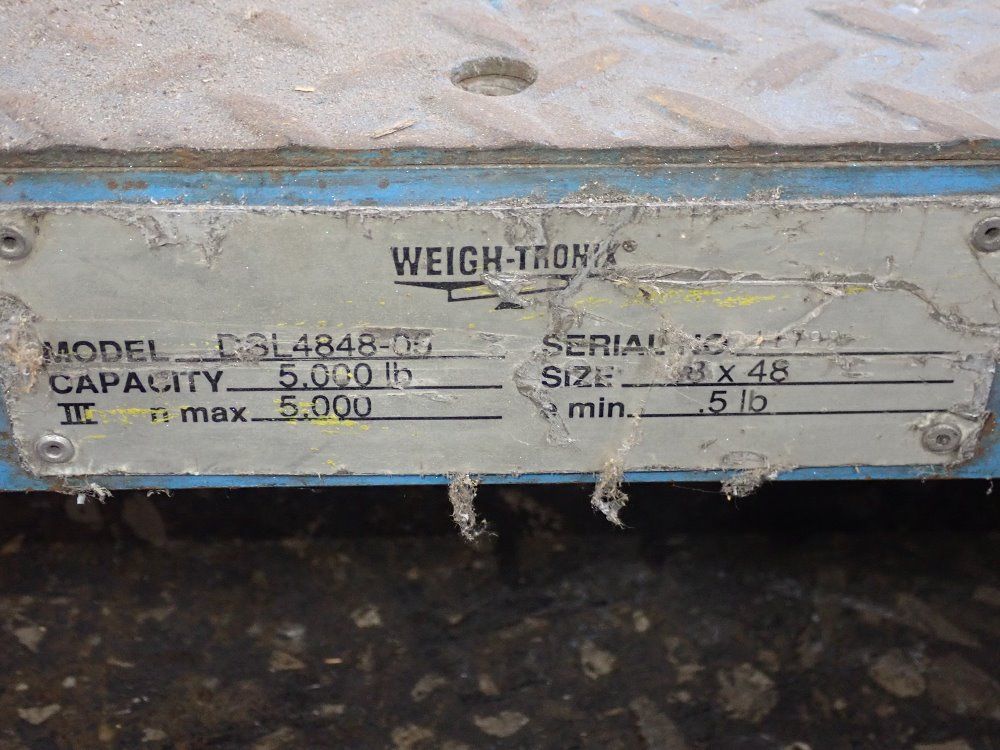 WEIGH-TRONIX®
MODEL DSL4848-05 SERIAL NO
CAPACITY 5,000 lb SIZE x 48
III n max 5,000 min .5 lb